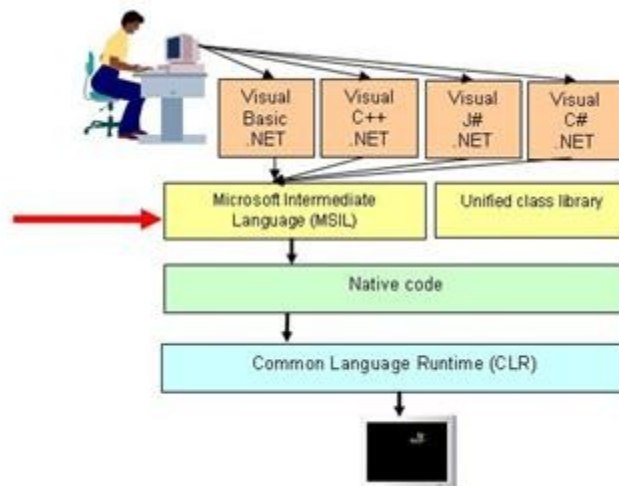 Visual
Basic
.NET
Visual
C++
.NET
Visual
J#
.NET
Visual
C#
.NET
Microsoft Intermediate
Language (MSIL)
Unified class library
Native code
Common Language Runtime (CLR)